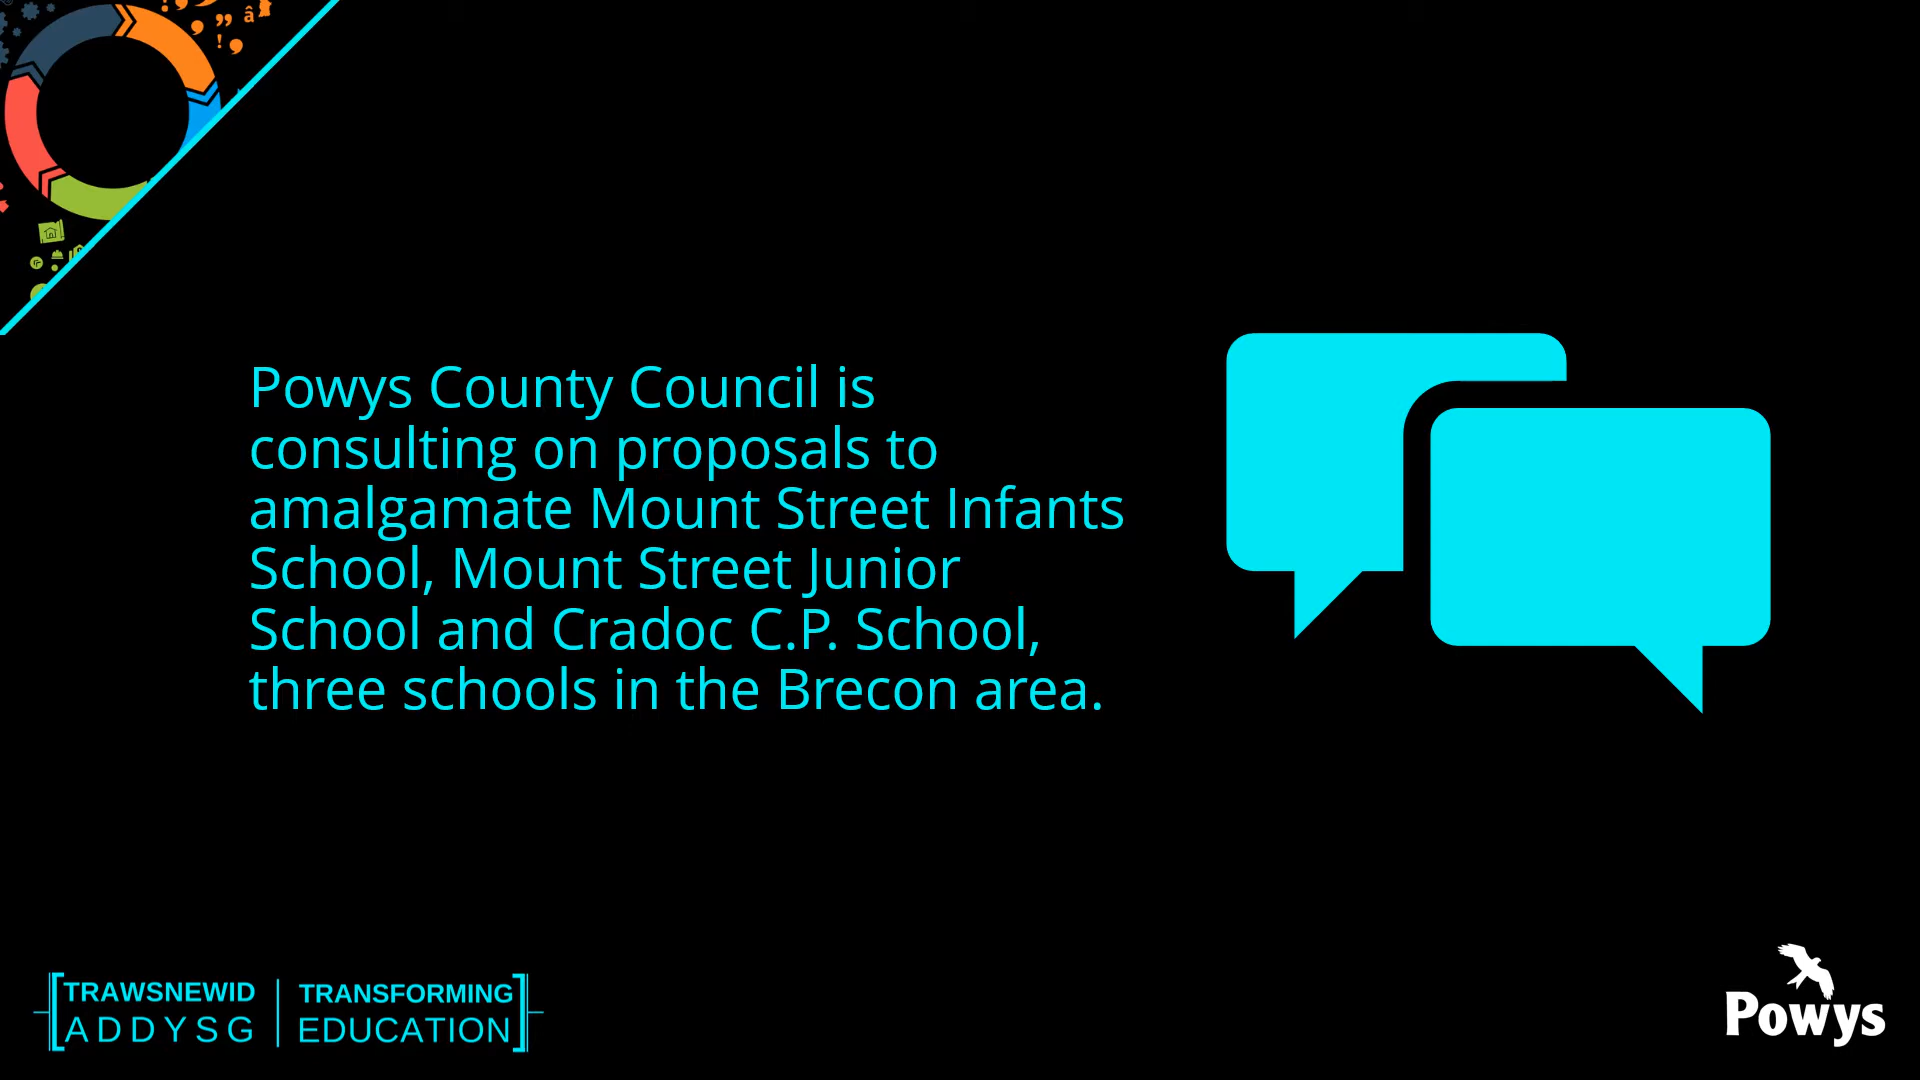 Powys County Council is
consulting on proposals to
amalgamate Mount Street Infants
School, Mount Street Junior
School and Cradoc C.P. School,
three schools in the Brecon area.
TRAWSNEWID
ADDYSG
TRANSFORMING
EDUCATION
Powys